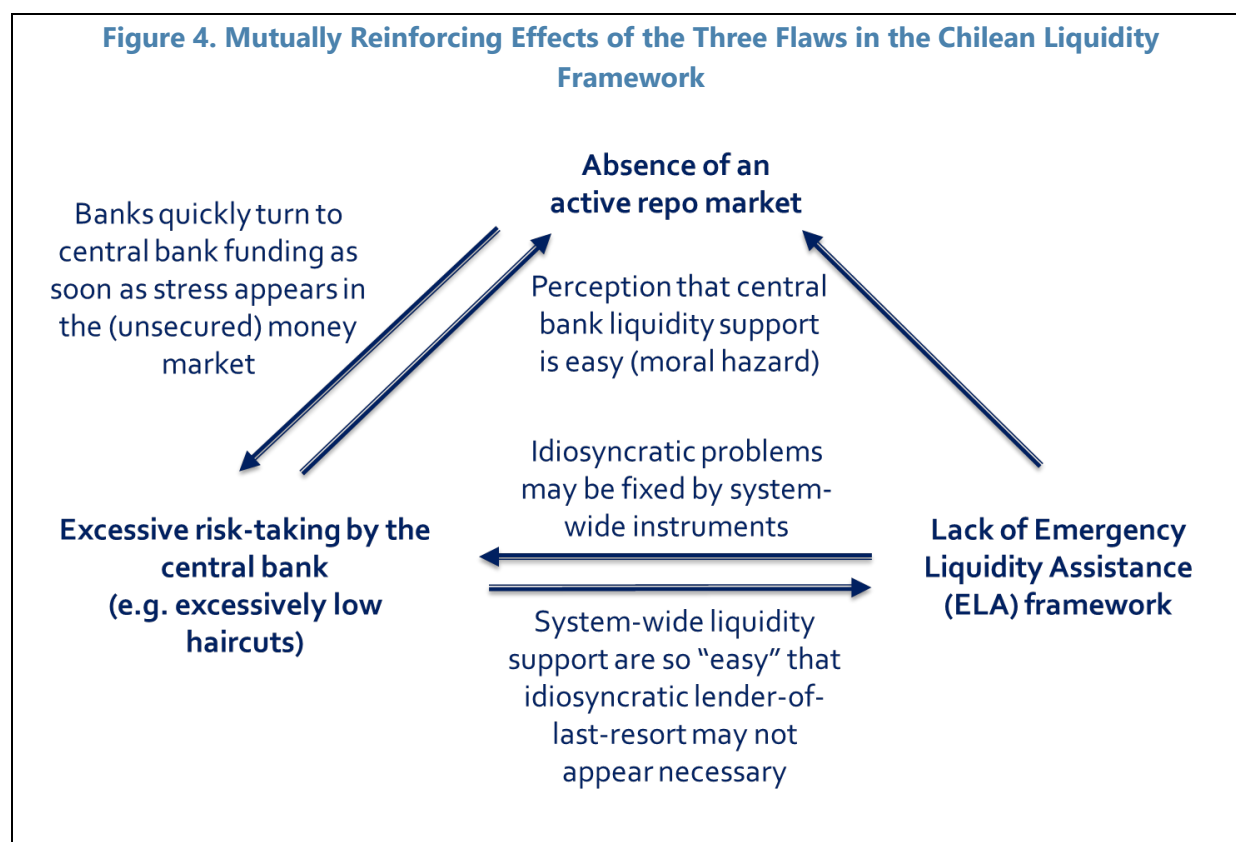 Figure 4. Mutually Reinforcing Effects of the Three Flaws in the Chilean Liquidity
Framework
Absence of an
active repo market
Banks quickly turn to
central bank funding as
soon as stress appears in
the (unsecured) money
market
Perception that central
bank liquidity support
is easy (moral hazard)
Idiosyncratic problems
may be fixed by system-
wide instruments
Excessive risk-taking by the
central bank
(e.g. excessively low
haircuts)
Lack of Emergency
Liquidity Assistance
(ELA) framework
System-wide liquidity
support are so “easy” that
idiosyncratic lender-of-
last-resort may not
appear necessary